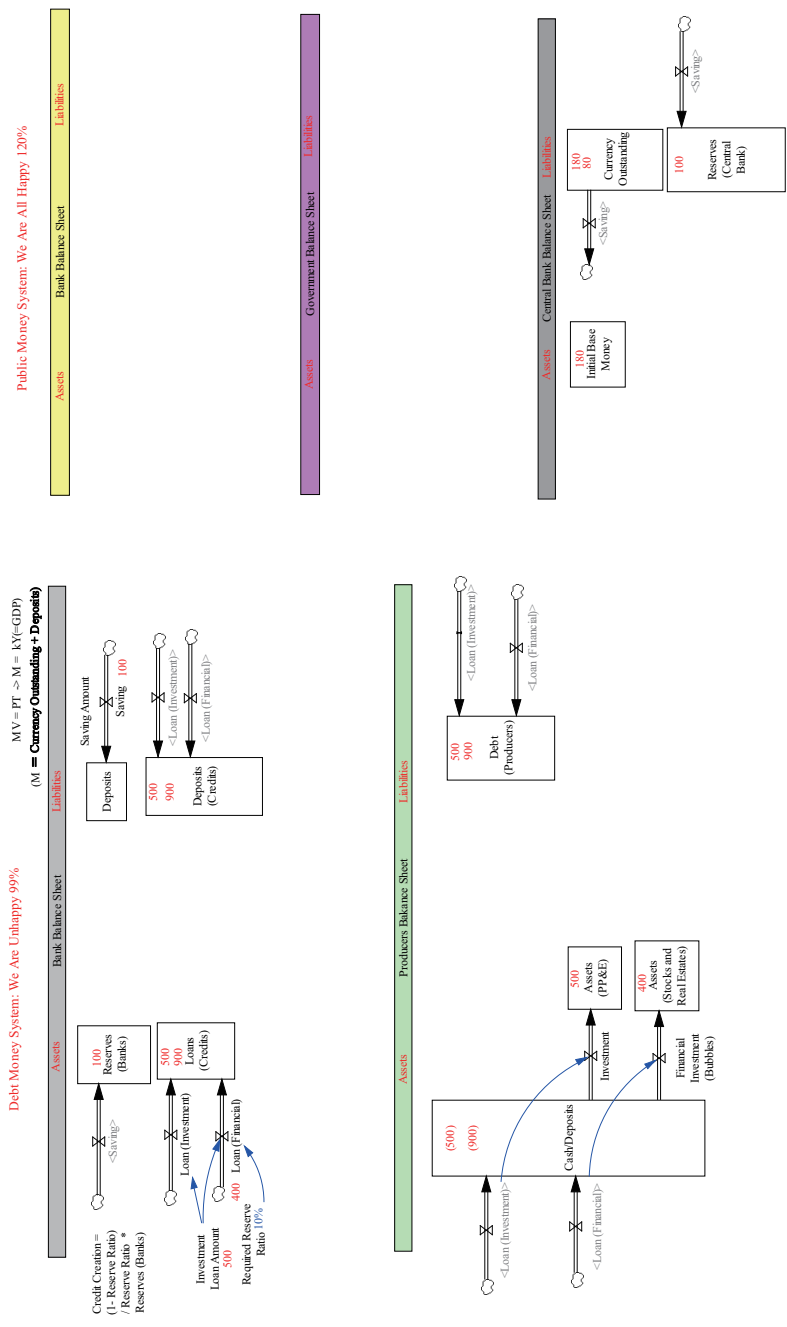 Debt Money System: We Are Unhappy 99%
MV = PT -> M = kY(=GDP)
(M = Currency Outstanding + Deposits)
Assets
Bank Balance Sheet
Liabilities
Credit Creation =
(1- Reserve Ratio)
/ Reserve Ratio *
Reserves (Banks)
<Saving>
100
Reserves
(Banks)
Deposits
Saving Amount
Saving 100
Loan (Investment)
500
900 Loans
(Credits)
Loan (Financial)
Investment
Loan Amount
500
400
Required Reserve
Ratio 10%
500
900
Deposits
(Credits)
<Loan (Investment)>
<Loan (Financial)>
Assets
Producers Bakance Sheet
Liabilities
<Loan (Investment)>
<Loan (Financial)>
(500)
(900)
Cash/Deposits
Investment
500
Assets
(PP&E)
Financial
Investment
(Bubbles)
400
Assets
(Stocks and
Real Estates)
500
900
Debt
(Producers)
<Loan (Investment)>
<Loan (Financial)>
Public Money System: We Are All Happy 120%
Assets
Bank Balance Sheet
Liabilities
Assets
Government Balance Sheet
Liabilities
Assets
Central Bank Balance Sheet
Liabilities
180
Initial Base
Money
<Saving>
180
80
Currency
Outstanding
100
Reserves
(Central
Bank)
<Saving>